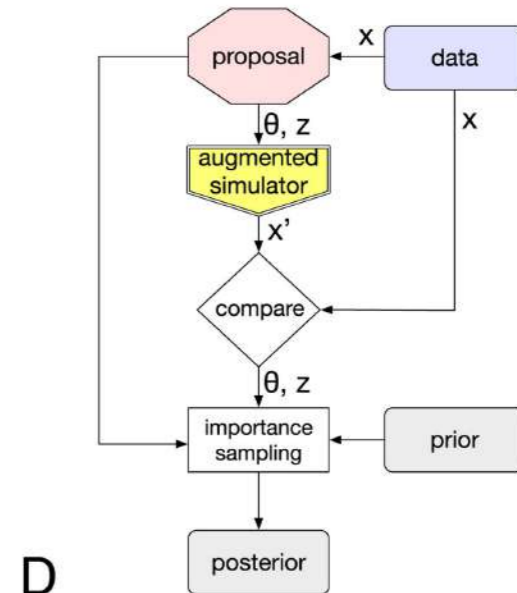 proposal
x
data
θ, z
x
augmented
simulator
x’
compare
θ, z
importance
sampling
prior
posterior
D